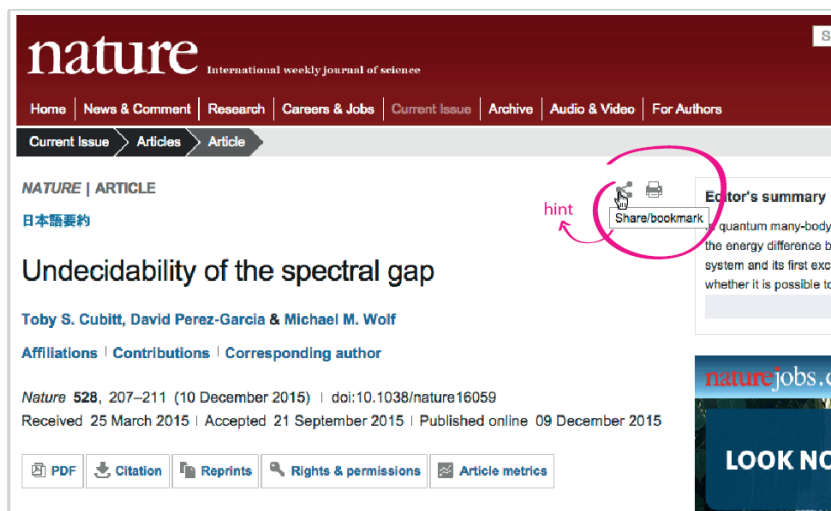 S
nature International weekly journal of science
Home News & Comment Research Careers & Jobs Current Issue Archive Audio & Video For Authors
Current Issue Articles Article
NATURE | ARTICLE
日本語要約
hint
Share/bookmark
Undecidability of the spectral gap
Toby S. Cubitt, David Perez-Garcia & Michael M. Wolf
Affiliations | Contributions | Corresponding author
Nature 528, 207–211 (10 December 2015) | doi:10.1038/nature16059
Received 25 March 2015 | Accepted 21 September 2015 | Published online 09 December 2015
PDF Citation Reprints Rights & permissions Article metrics
Editor's summary
quantum many-body
the energy difference b
system and its first exc
whether it is possible to
naturejobs.c
LOOK NO